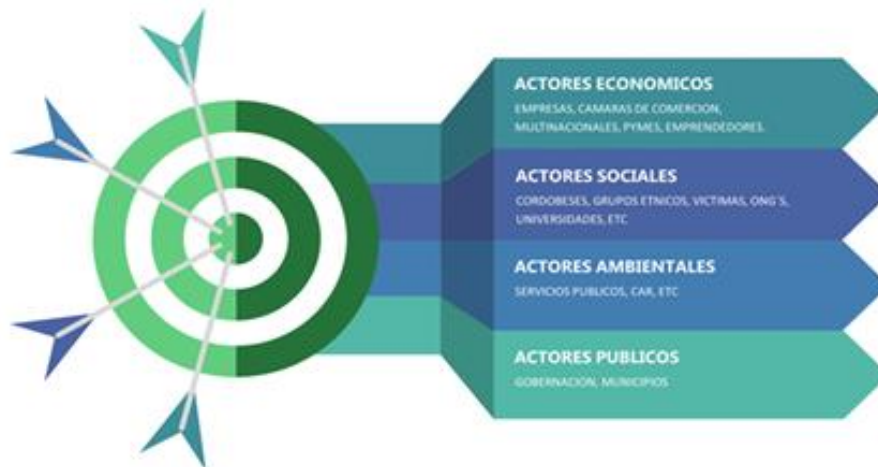 ACTORES ECONOMICOS
EMPRESAS, CAMARAS DE COMERCION,
MULTINACIONALES, PYMES, EMPRENDEDORES.
ACTORES SOCIALES
CORDOBESES, GRUPOS ETNICOS, VICTIMAS, ONG´S,
UNIVERSIDADES, ETC
ACTORES AMBIENTALES
SERVICIOS PUBLICOS, CAR, ETC
ACTORES PUBLICOS
GOBERNACION, MUNICIPIOS